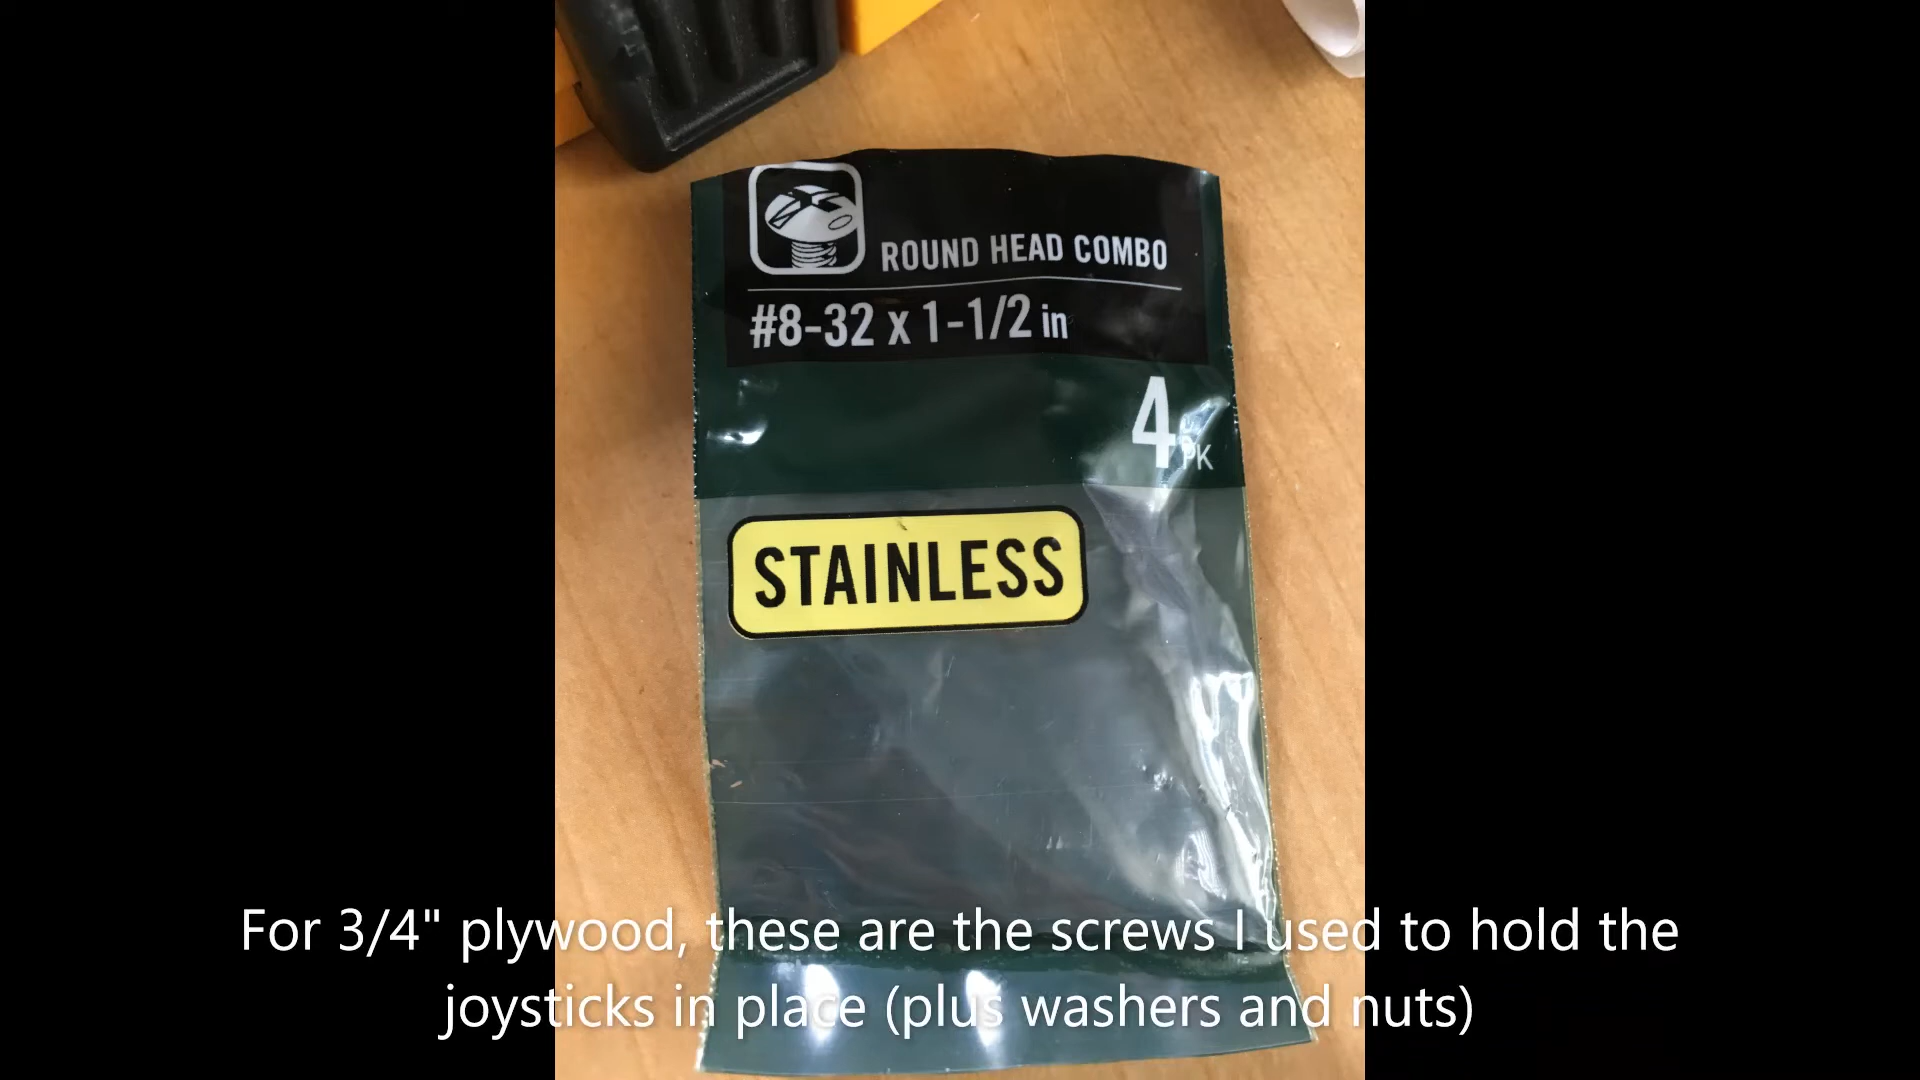 ROUND HEAD COMBO
#8-32 x 1-1/2 in
4 PK
STAINLESS
For 3/4" plywood, these are the screws I used to hold the
joysticks in place (plus washers and nuts)